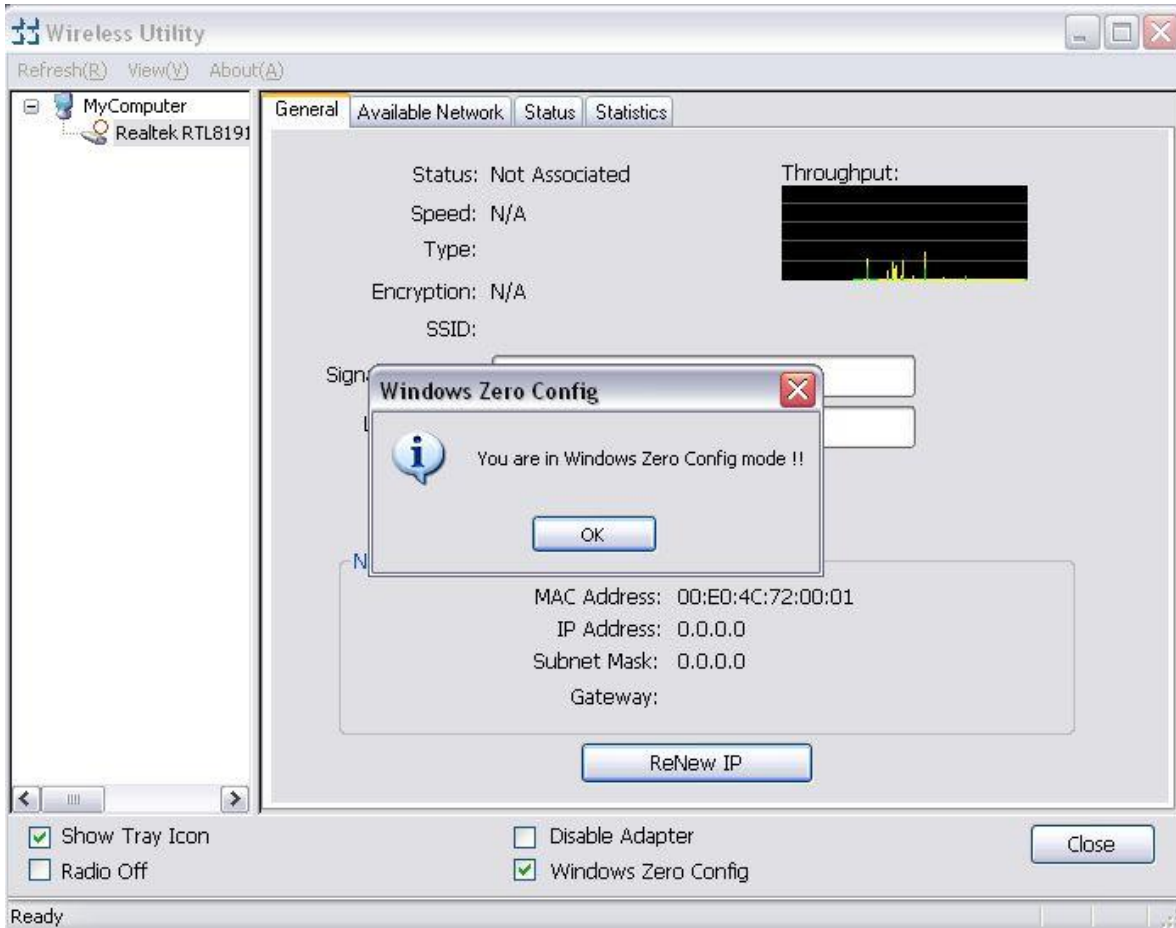 Wireless Utility
Refresh(R) View(V) About(A)
MyComputer
Realtek RTL8191
General Available Network Status Statistics
Status: Not Associated
Throughput:
Speed: N/A
Type:
Encryption: N/A
SSID:
Signa
Windows Zero Config
You are in Windows Zero Config mode !!
OK
N
MAC Address: 00:E0:4C:72:00:01
IP Address: 0.0.0.0
Subnet Mask: 0.0.0.0
Gateway:
ReNew IP
Show Tray Icon
Disable Adapter
Close
Radio Off
Windows Zero Config
Ready